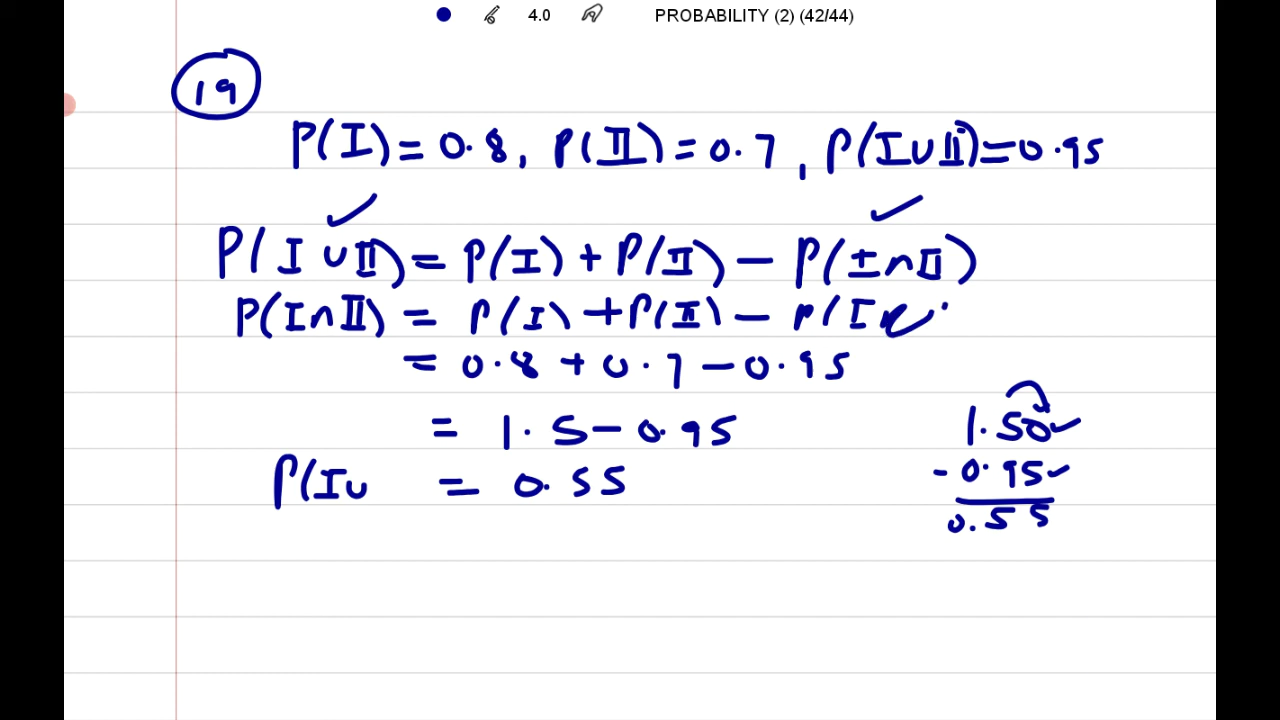 4.0 PROBABILITY (2) (42/44)
19
P(I) = 0.8, P(II) = 0.7, P(I∪II) = 0.95
P(I∪II) = P(I) + P(II) – P(I∩II)
P(I∩II) = P(I) + P(II) – P(I
= 0.8 + 0.7 – 0.95
= 1.5 – 0.95
P(I∪ = 0.55
1.50
- 0.95
0.55